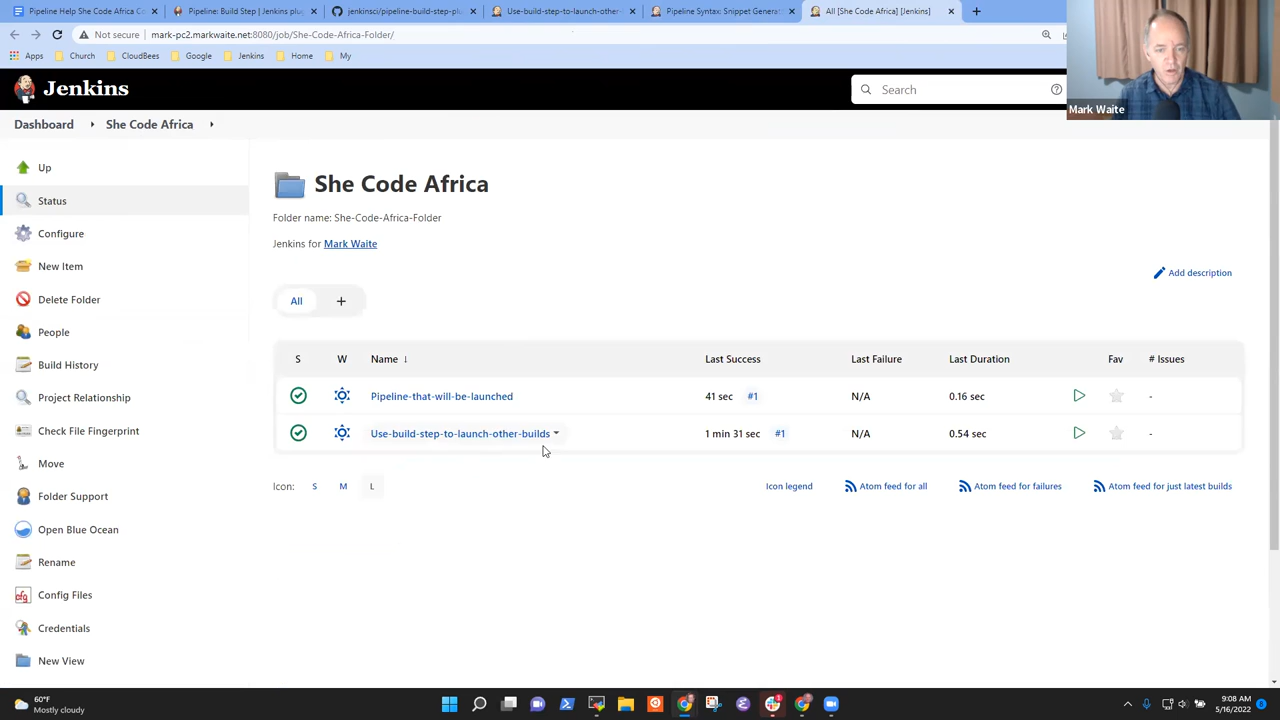 Pipeline Help She Code Africa Co
Pipeline: Build Step | Jenkins plug
jenkinsci/pipeline-build-step-plu
Use-build-step-to-launch-other-
Pipeline Syntax: Snippet Generat
All [She Code Africa] [Jenkins]
Not secure mark-pc2.markwaite.net:8080/job/She-Code-Africa-Folder/
Apps Church CloudBees Google Jenkins Home My
Mark Waite
Jenkins
Search
Dashboard She Code Africa
Up
Status
Configure
New Item
Delete Folder
People
Build History
Project Relationship
Check File Fingerprint
Move
Folder Support
Open Blue Ocean
Rename
cfg Config Files
Credentials
New View
She Code Africa
Folder name: She-Code-Africa-Folder
Jenkins for Mark Waite
Add description
All +
S W Name ↓ Last Success Last Failure Last Duration Fav # Issues
Pipeline-that-will-be-launched 41 sec #1 N/A 0.16 sec -
Use-build-step-to-launch-other-builds 1 min 31 sec #1 N/A 0.54 sec -
Icon: S M L Icon legend Atom feed for all Atom feed for failures Atom feed for just latest builds
60°F
Mostly cloudy
9:08 AM
5/16/2022